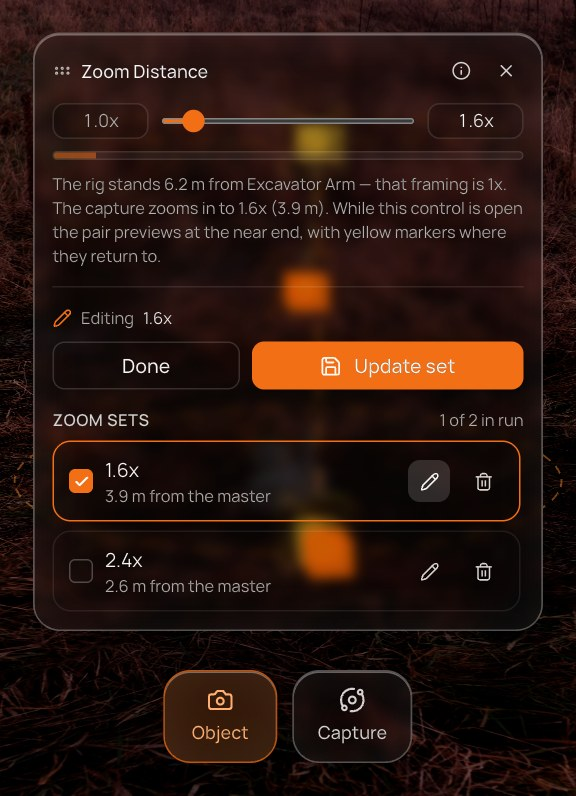 Zoom Distance
1.0x
1.6x
The rig stands 6.2 m from Excavator Arm — that framing is 1x.
The capture zooms in to 1.6x (3.9 m). While this control is open
the pair previews at the near end, with yellow markers where
they return to.
Editing 1.6x
Done
Update set
ZOOM SETS
1 of 2 in run
1.6x
3.9 m from the master
2.4x
2.6 m from the master
Object
Capture